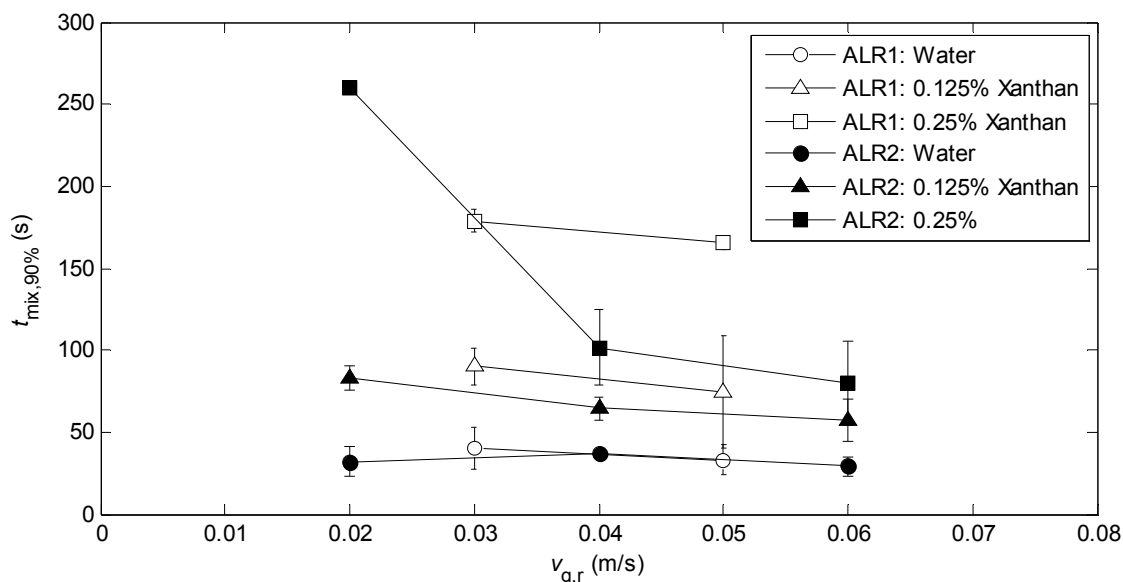 300
250
200
150
100
50
0
t_mix,90% (s)
0 0.01 0.02 0.03 0.04 0.05 0.06 0.07 0.08
v_g,r (m/s)
ALR1: Water
ALR1: 0.125% Xanthan
ALR1: 0.25% Xanthan
ALR2: Water
ALR2: 0.125% Xanthan
ALR2: 0.25%